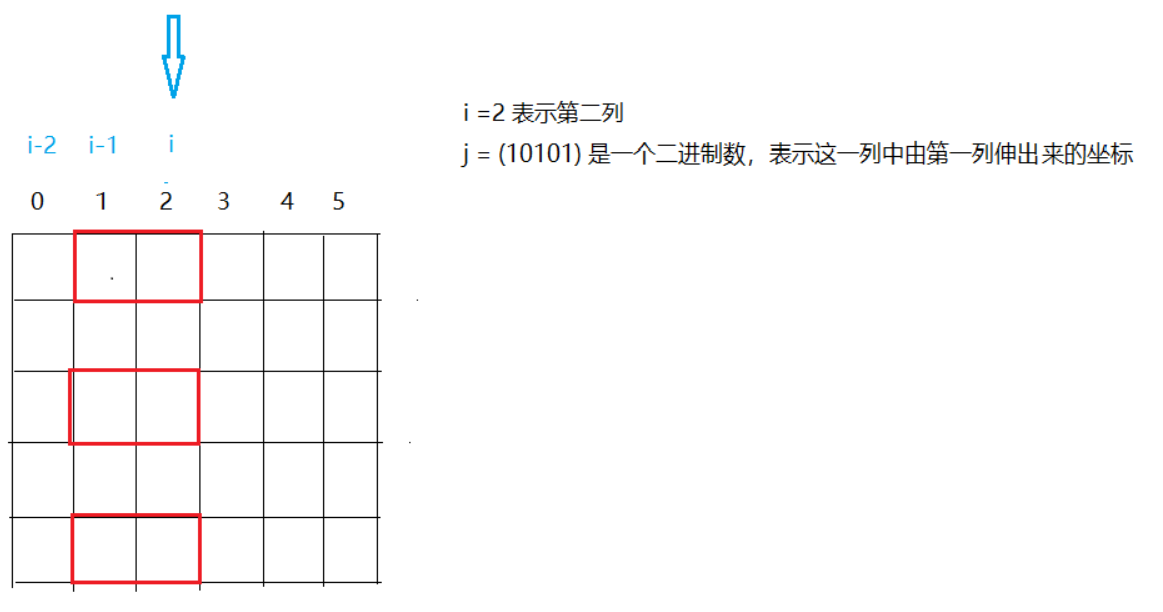 i =2 表示第二列
j = (10101) 是一个二进制数，表示这一列中由第一列伸出来的坐标
i-2 i-1 i
0 1 2 3 4 5